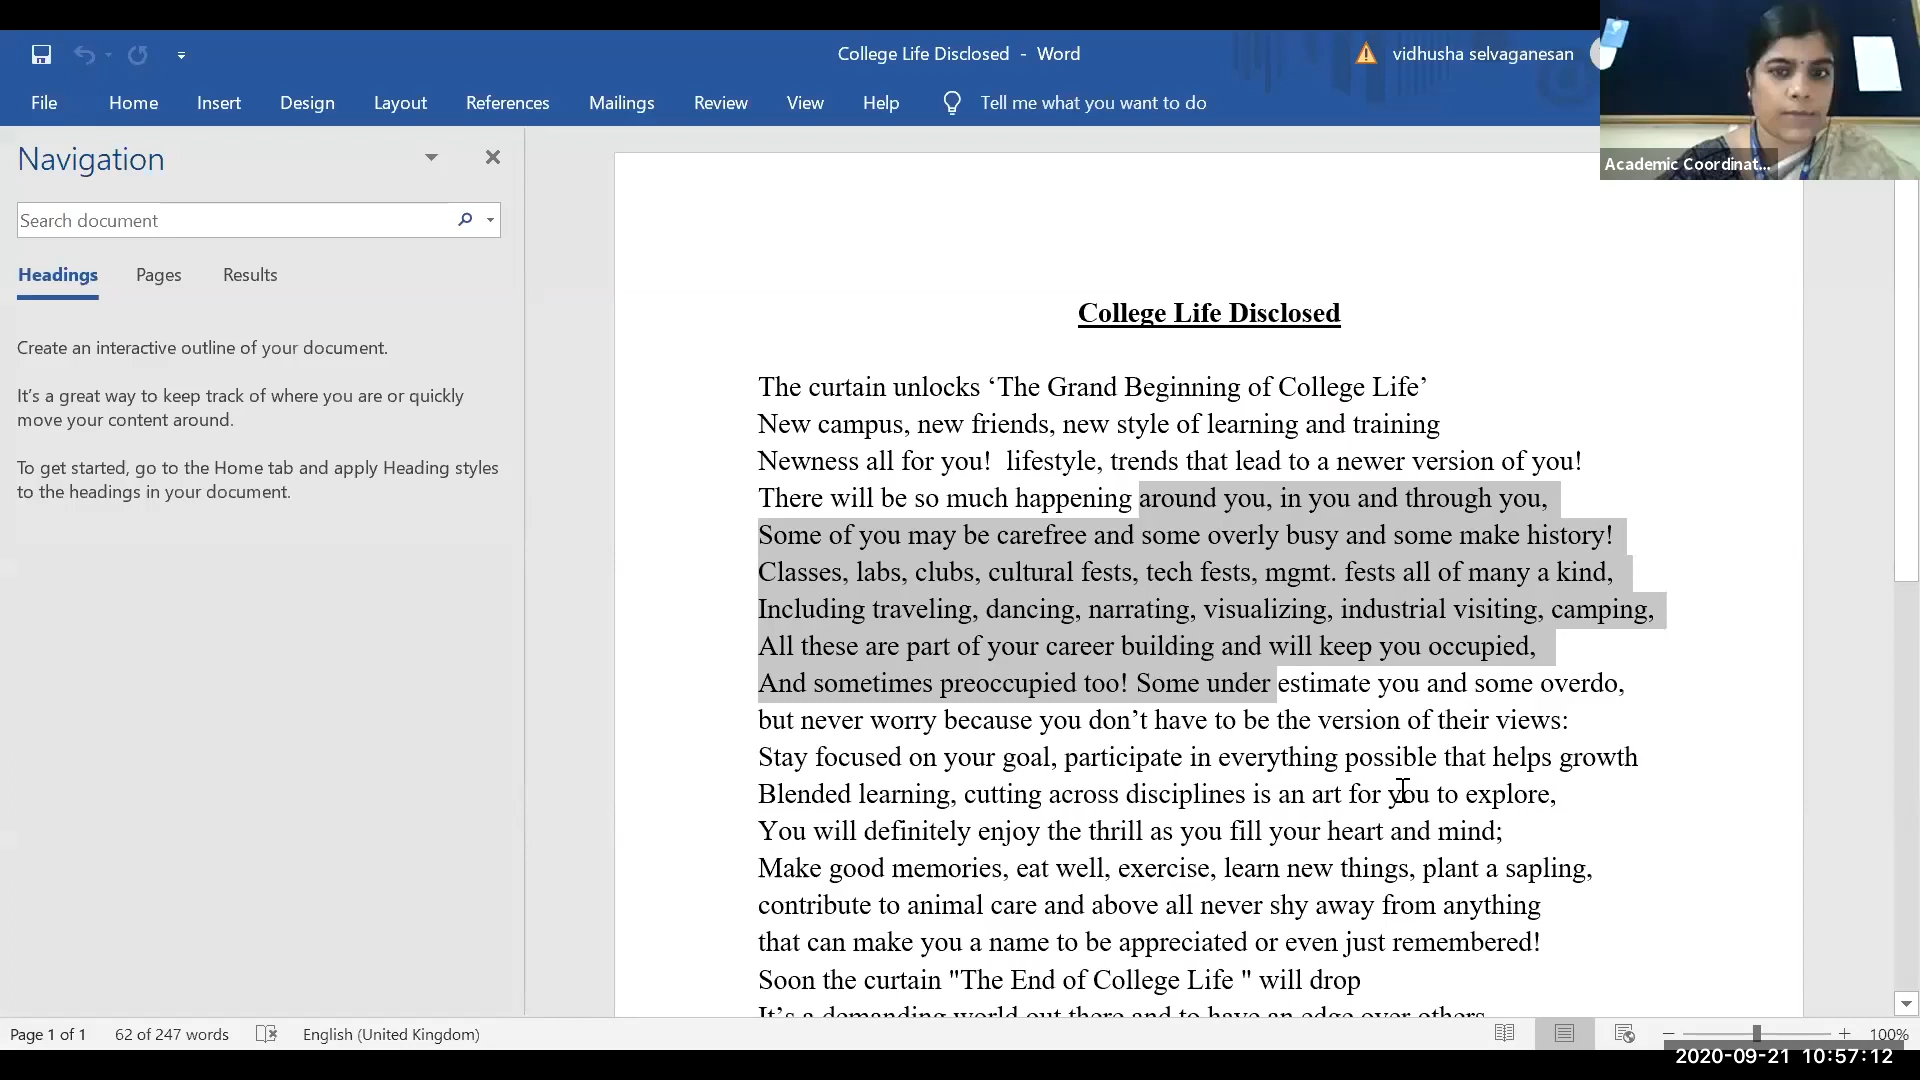 College Life Disclosed - Word
vidhusha selvaganesan
File Home Insert Design Layout References Mailings Review View Help Tell me what you want to do
Academic Coordinat...
Navigation
Search document
Headings Pages Results
Create an interactive outline of your document.
It's a great way to keep track of where you are or quickly
move your content around.
To get started, go to the Home tab and apply Heading styles
to the headings in your document.
College Life Disclosed
The curtain unlocks ‘The Grand Beginning of College Life’
New campus, new friends, new style of learning and training
Newness all for you!  lifestyle, trends that lead to a newer version of you!
There will be so much happening around you, in you and through you,
Some of you may be carefree and some overly busy and some make history!
Classes, labs, clubs, cultural fests, tech fests, mgmt. fests all of many a kind,
Including traveling, dancing, narrating, visualizing, industrial visiting, camping,
All these are part of your career building and will keep you occupied,
And sometimes preoccupied too! Some under estimate you and some overdo,
but never worry because you don’t have to be the version of their views:
Stay focused on your goal, participate in everything possible that helps growth
Blended learning, cutting across disciplines is an art for you to explore,
You will definitely enjoy the thrill as you fill your heart and mind;
Make good memories, eat well, exercise, learn new things, plant a sapling,
contribute to animal care and above all never shy away from anything
that can make you a name to be appreciated or even just remembered!
Soon the curtain "The End of College Life " will drop
It’s a demanding world out there and to have an edge over others
Page 1 of 1 62 of 247 words English (United Kingdom) 100%
2020-09-21 10:57:12